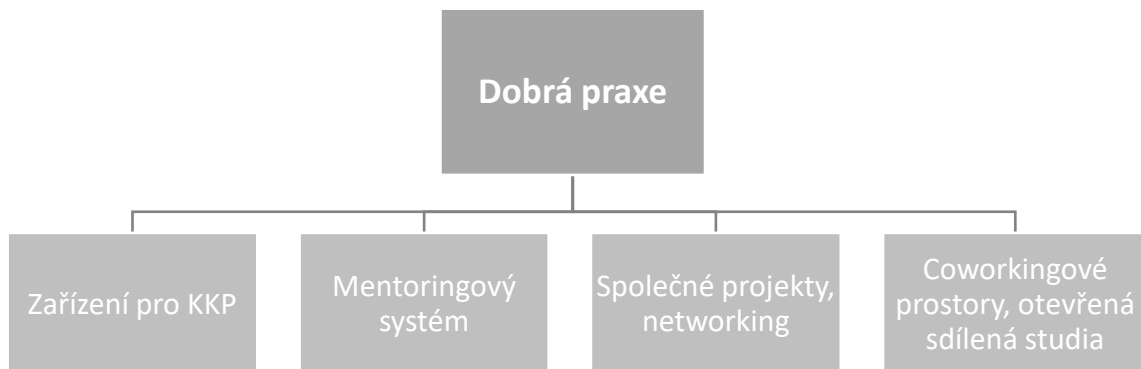 Dobrá praxe
Zařízení pro KKP
Mentoringový
systém
Společné projekty,
networking
Coworkingové
prostory, otevřená
sdílená studia